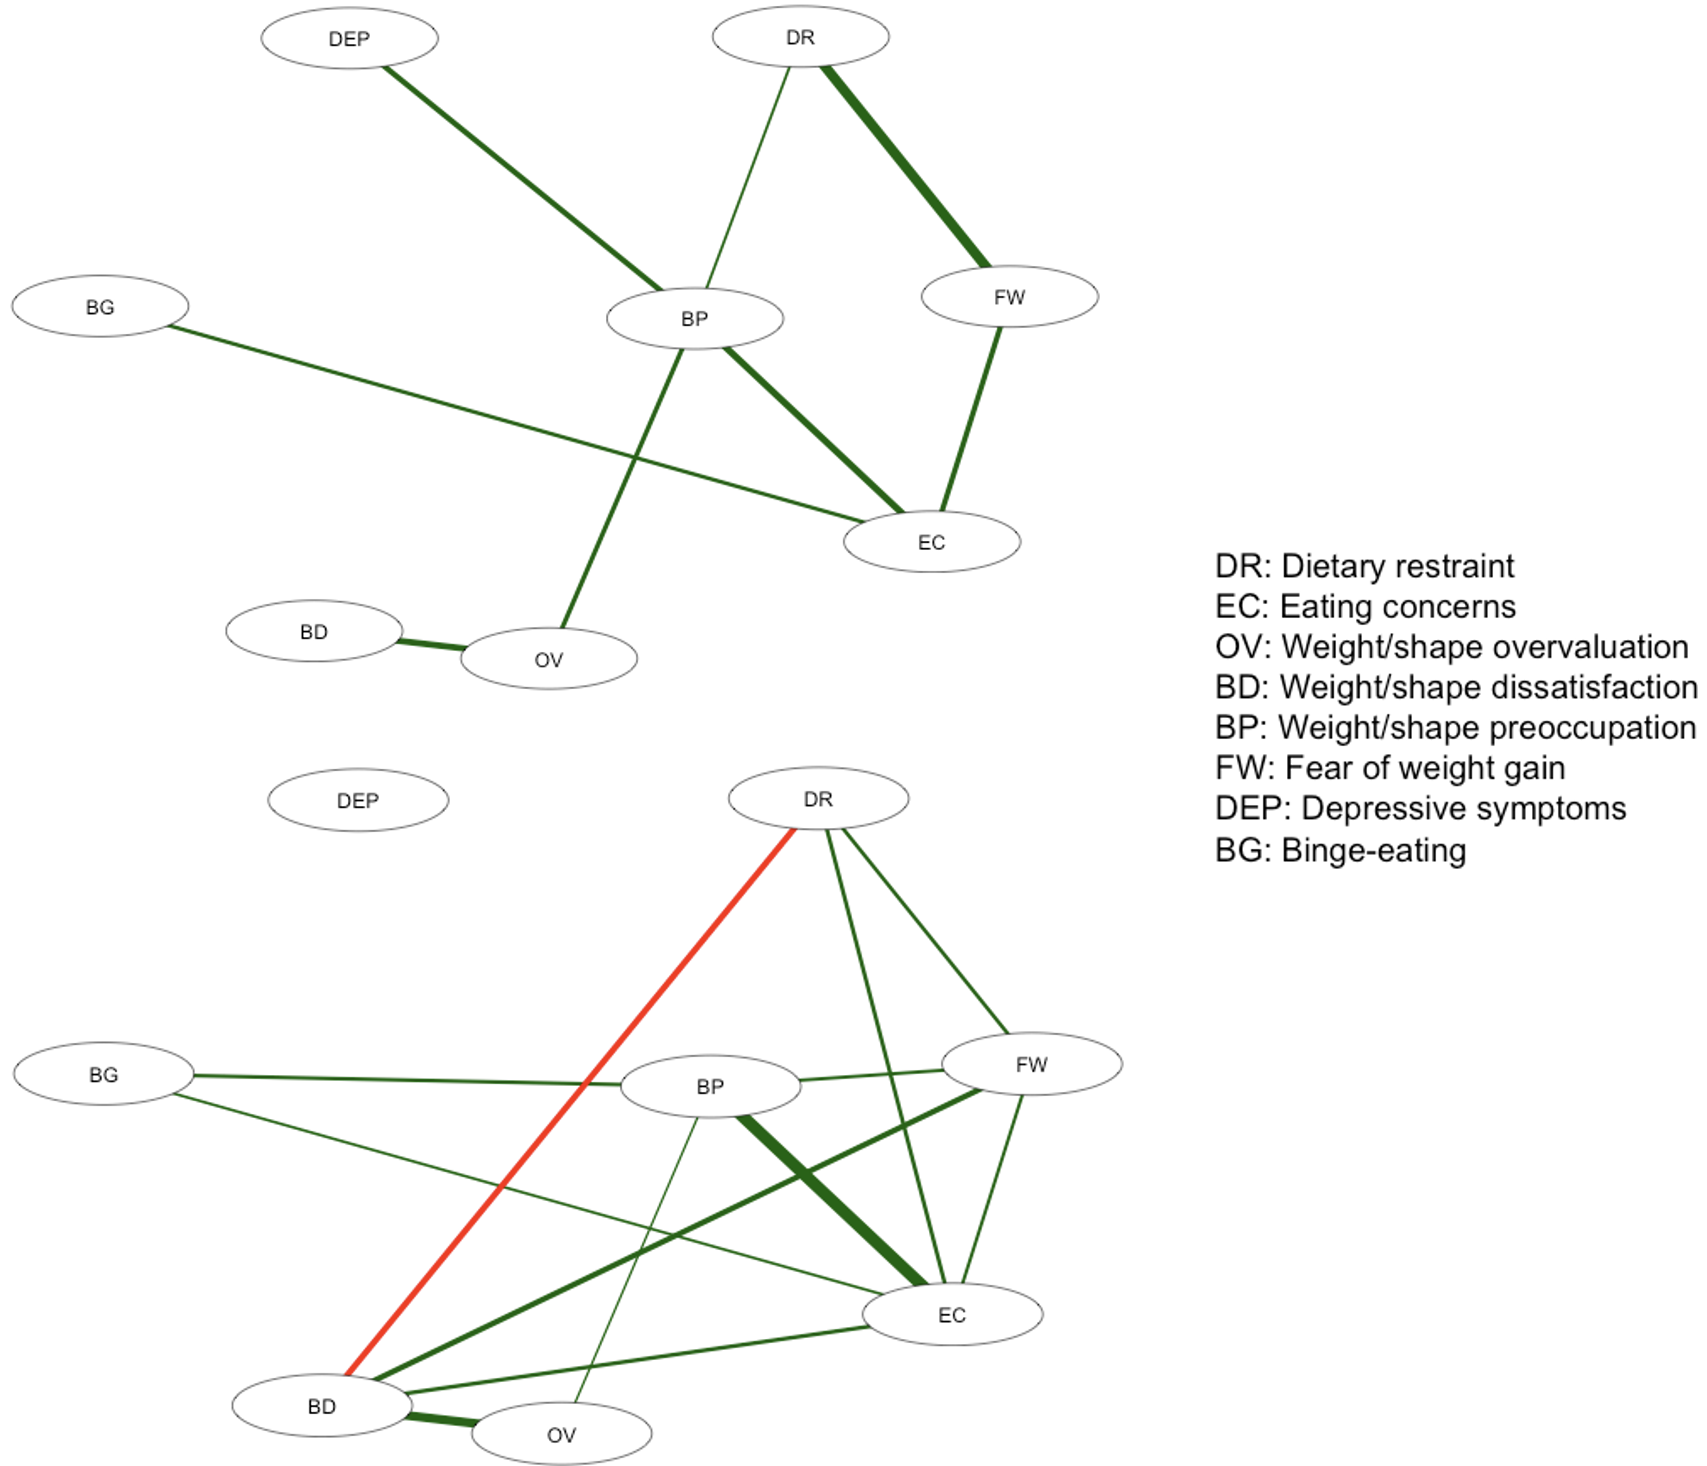 DEP
DR
BG
BP
FW
EC
BD
OV
DR: Dietary restraint
EC: Eating concerns
OV: Weight/shape overvaluation
BD: Weight/shape dissatisfaction
BP: Weight/shape preoccupation
FW: Fear of weight gain
DEP: Depressive symptoms
BG: Binge-eating
DEP
DR
BG
BP
FW
EC
BD
OV